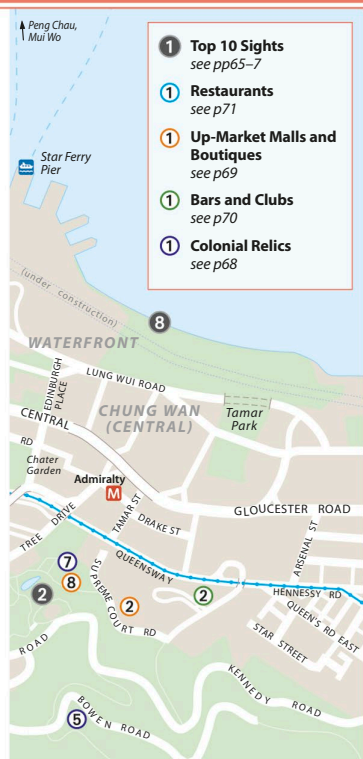 Peng Chau,
Mui Wo
1 Top 10 Sights
see pp65–7
1 Restaurants
see p71
1 Up-Market Malls and
Boutiques
see p69
1 Bars and Clubs
see p70
1 Colonial Relics
see p68
Star Ferry
Pier
(under construction)
8
WATERFRONT
EDINBURGH
PLACE
LUNG WUI ROAD
CENTRAL
CHUNG WAN
(CENTRAL)
Tamar
Park
RD
Chater
Garden
Admiralty
M
GLOUCESTER ROAD
TREE DRIVE
TAMAR ST
DRAKE ST
ARSENAL ST
7
8
QUEENSWAY
2
SUPREME COURT RD
2
2
HENNESSY RD
QUEEN'S RD EAST
STAR STREET
ROAD
KENNEDY ROAD
5
BOWEN ROAD